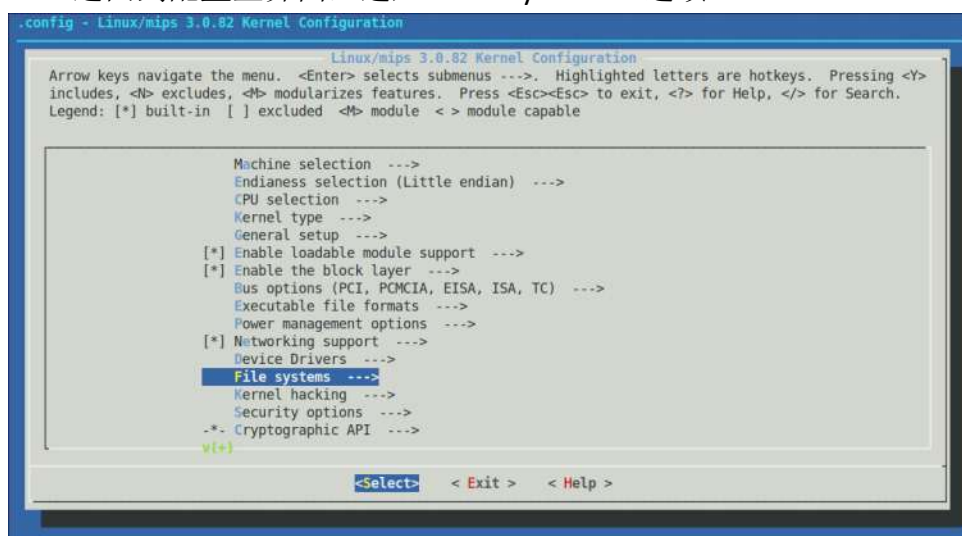 .config - Linux/mips 3.0.82 Kernel Configuration
Linux/mips 3.0.82 Kernel Configuration
Arrow keys navigate the menu. <Enter> selects submenus --->. Highlighted letters are hotkeys. Pressing <Y>
includes, <N> excludes, <M> modularizes features. Press <Esc><Esc> to exit, <?> for Help, </> for Search.
Legend: [*] built-in [ ] excluded <M> module < > module capable
Machine selection --->
Endianess selection (Little endian) --->
CPU selection --->
Kernel type --->
General setup --->
[*] Enable loadable module support --->
[*] Enable the block layer --->
Bus options (PCI, PCMCIA, EISA, ISA, TC) --->
Executable file formats --->
Power management options --->
[*] Networking support --->
Device Drivers --->
File systems --->
Kernel hacking --->
Security options --->
-*- Cryptographic API --->
v(+)
<Select> < Exit > < Help >